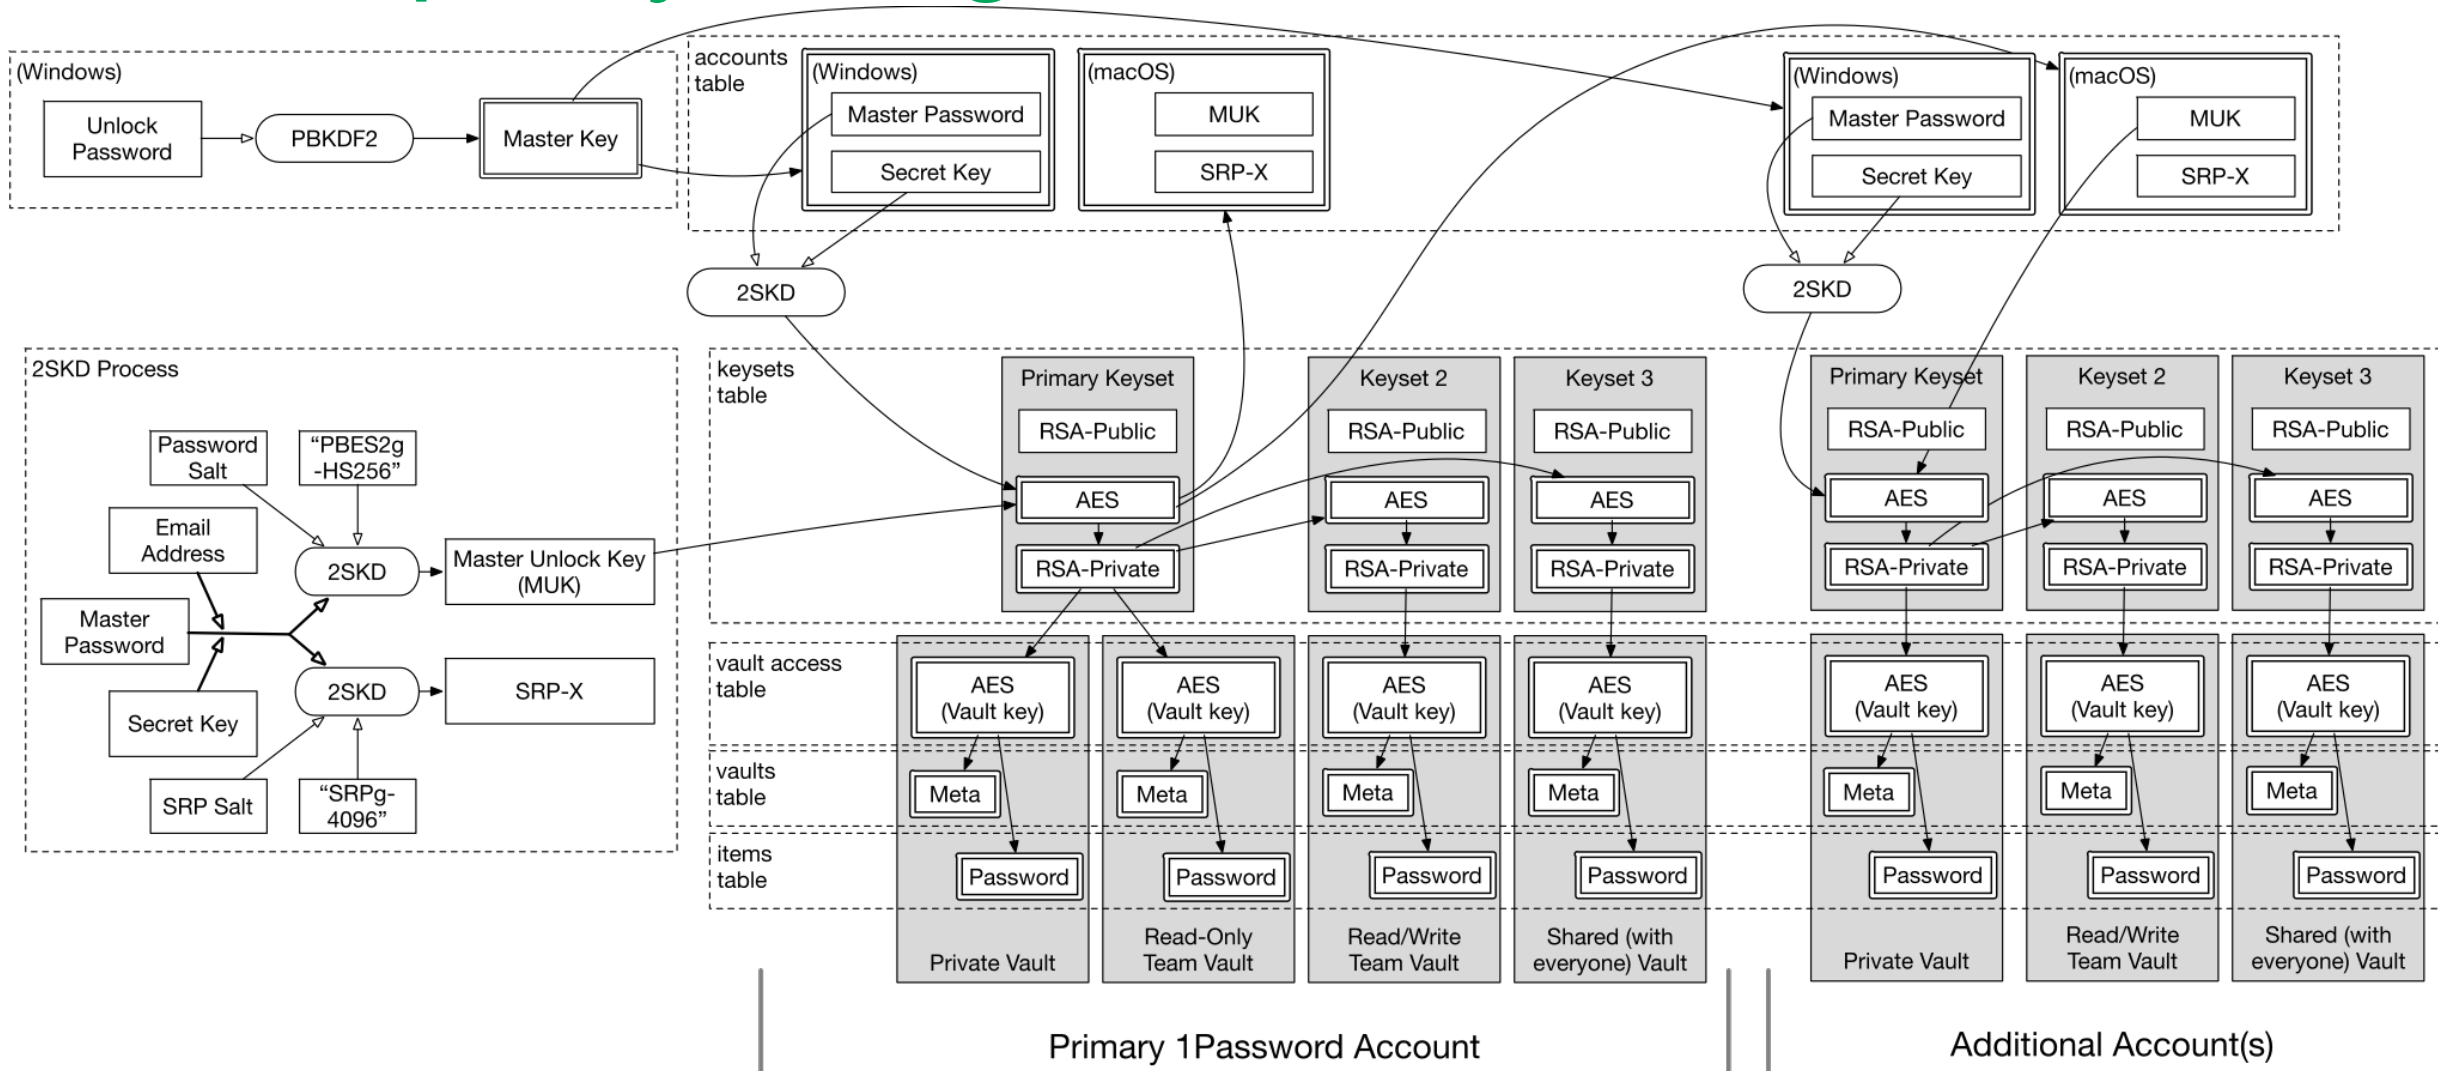 (Windows)
Unlock
Password
PBKDF2
Master Key
accounts
table
(Windows)
Master Password
Secret Key
(macOS)
MUK
SRP-X
(Windows)
Master Password
Secret Key
(macOS)
MUK
SRP-X
2SKD
2SKD
2SKD Process
Password
Salt
“PBES2g
-HS256”
Email
Address
2SKD
Master Unlock Key
(MUK)
Master
Password
2SKD
SRP-X
Secret Key
SRP Salt
“SRPg-
4096”
keysets
table
Primary Keyset
RSA-Public
AES
RSA-Private
Keyset 2
RSA-Public
AES
RSA-Private
Keyset 3
RSA-Public
AES
RSA-Private
Primary Keyset
RSA-Public
AES
RSA-Private
Keyset 2
RSA-Public
AES
RSA-Private
Keyset 3
RSA-Public
AES
RSA-Private
vault access
table
AES
(Vault key)
AES
(Vault key)
AES
(Vault key)
AES
(Vault key)
AES
(Vault key)
AES
(Vault key)
AES
(Vault key)
vaults
table
Meta
Meta
Meta
Meta
Meta
Meta
Meta
items
table
Password
Password
Password
Password
Password
Password
Password
Private Vault
Read-Only
Team Vault
Read/Write
Team Vault
Shared (with
everyone) Vault
Private Vault
Read/Write
Team Vault
Shared (with
everyone) Vault
Primary 1Password Account
Additional Account(s)